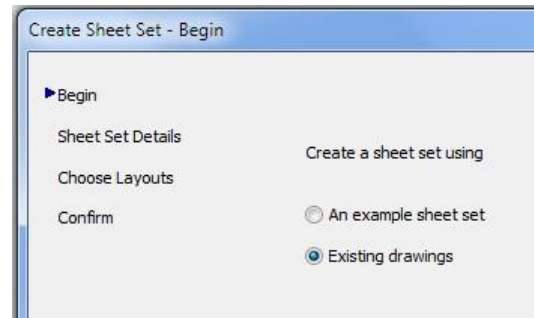 Create Sheet Set - Begin
Begin
Sheet Set Details
Choose Layouts
Confirm
Create a sheet set using
An example sheet set
Existing drawings